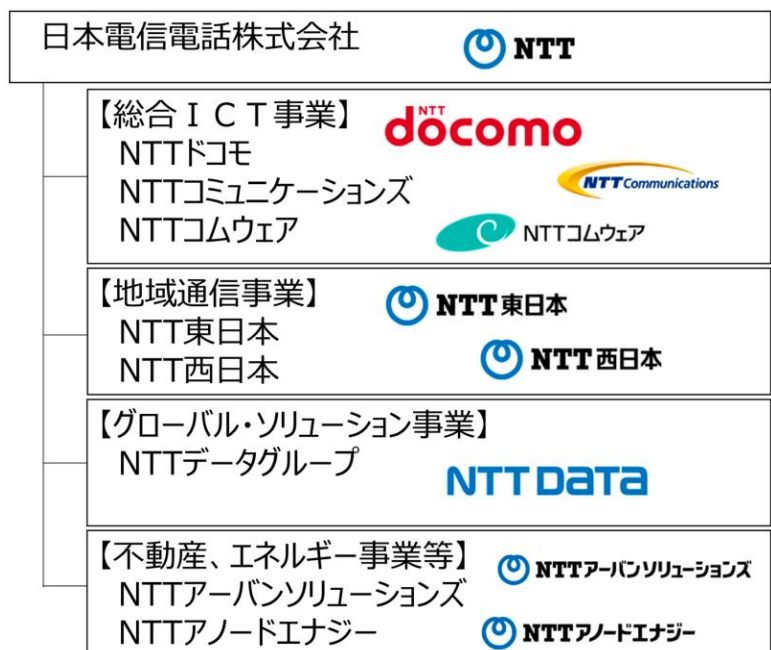 日本電信電話株式会社
NTT
【総合ＩＣＴ事業】
NTT
docomo
NTTドコモ
NTTコミュニケーションズ
NTT Communications
NTTコムウェア
NTTコムウェア
【地域通信事業】
NTT東日本
NTT東日本
NTT西日本
NTT西日本
【グローバル・ソリューション事業】
NTTデータグループ
NTT DATA
【不動産、エネルギー事業等】
NTTアーバンソリューションズ
NTTアーバンソリューションズ
NTTアノードエナジー
NTTアノードエナジー